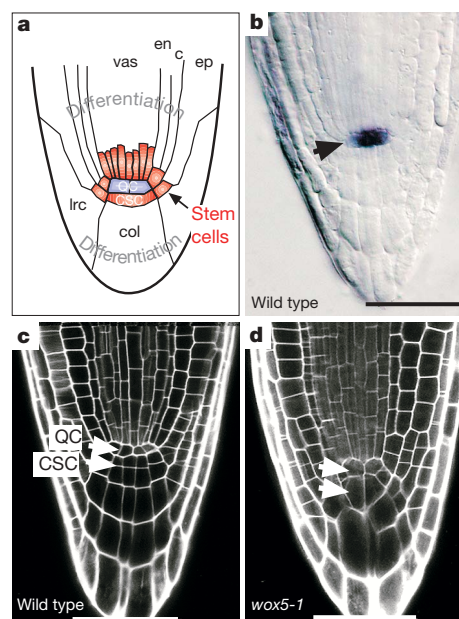 a
vas
en
c
ep
Differentiation
QC
CSC
lrc
Stem
cells
col
Differentiation
b
Wild type
c
QC
CSC
Wild type
d
wox5-1